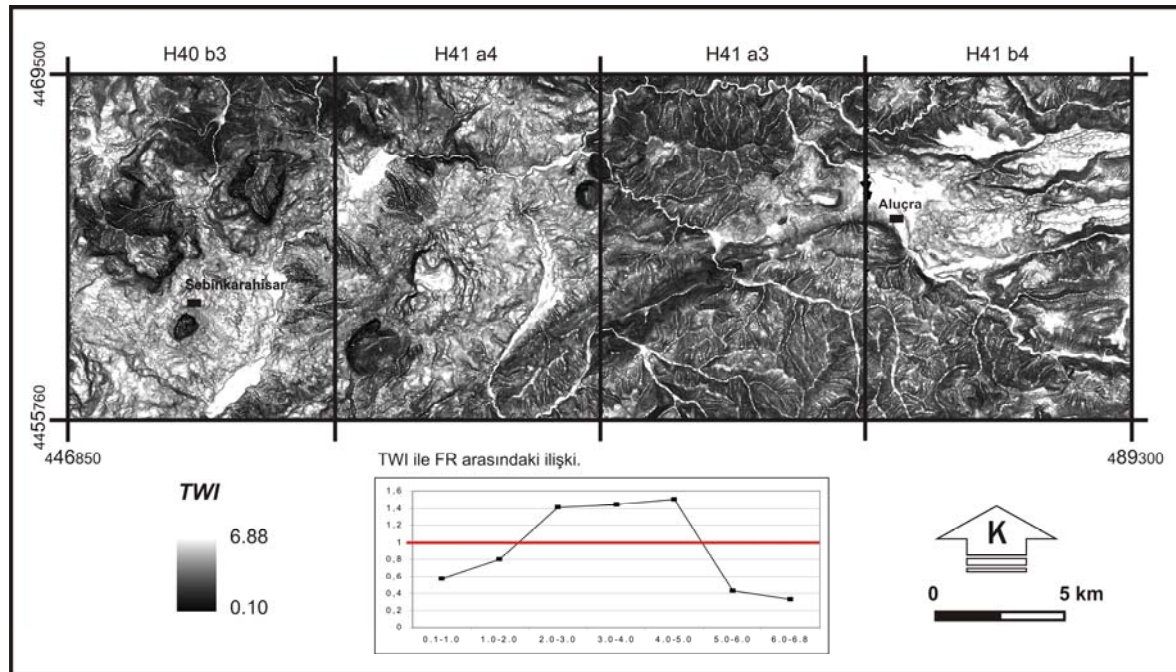 H40 b3 H41 a4 H41 a3 H41 b4
4469500
Aluçra
Şebinkarahisar
4455760
446850 489300
TWI ile FR arasındaki ilişki.
TWI
6.88
0.10
1,6
1,4
1,2
1
0,8
0,6
0,4
0,2
0
0.1-1.0 1.0-2.0 2.0-3.0 3.0-4.0 4.0-5.0 5.0-6.0 6.0-6.8
K
0 5 km